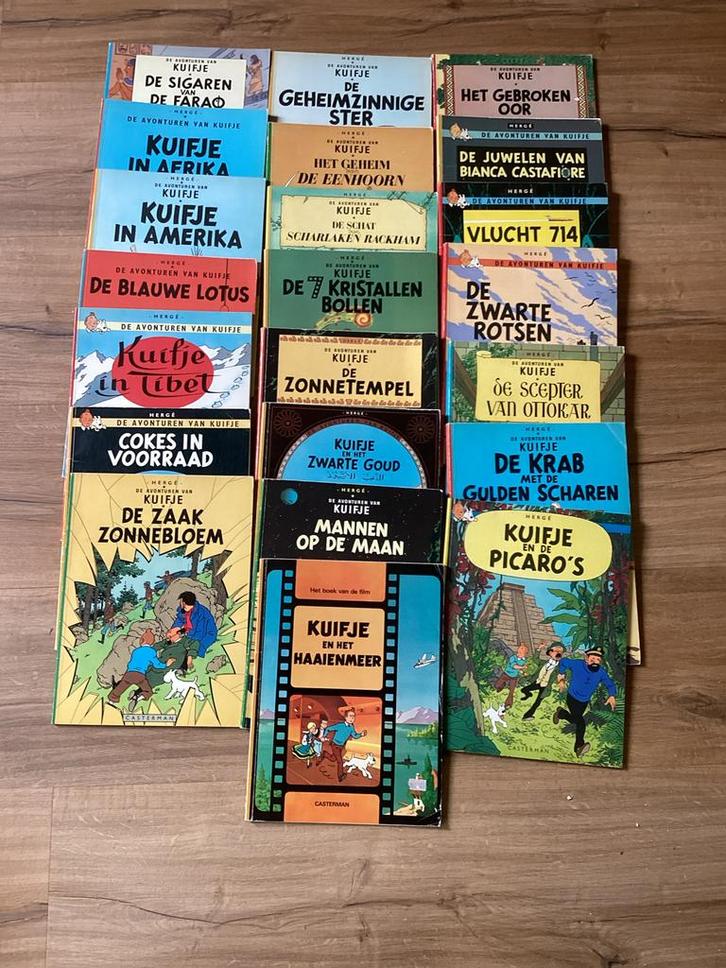 DE AVONTUREN VAN
KUIFJE
DE SIGAREN
VAN
DE FARAO
HERGÉ
DE AVONTUREN VAN KUIFJE
KUIFJE
IN AFRIKA
HERGÉ
DE AVONTUREN VAN
KUIFJE
KUIFJE
IN AMERIKA
HERGÉ
DE AVONTUREN VAN KUIFJE
DE BLAUWE LOTUS
HERGÉ
DE AVONTUREN VAN KUIFJE
Kuifje
in Tibet
HERGÉ
DE AVONTUREN VAN KUIFJE
COKES IN
VOORRAAD
HERGÉ
DE AVONTUREN VAN
KUIFJE
DE ZAAK
ZONNEBLOEM
CASTERMAN
HERGÉ
DE AVONTUREN VAN
KUIFJE
DE
GEHEIMZINNIGE
STER
HERGÉ
DE AVONTUREN VAN
KUIFJE
HET GEHEIM
VAN
DE EENHOORN
HERGÉ
DE AVONTUREN VAN
KUIFJE
DE SCHAT
VAN
SCHARLAKEN RACKHAM
HERGÉ
DE AVONTUREN VAN
KUIFJE
DE 7 KRISTALLEN
BOLLEN
HERGÉ
DE AVONTUREN VAN
KUIFJE
DE
ZONNETEMPEL
HERGÉ
KUIFJE
EN HET
ZWARTE GOUD
HERGÉ
DE AVONTUREN VAN
KUIFJE
MANNEN
OP DE MAAN
Het boek van de film
KUIFJE
EN HET
HAAIENMEER
CASTERMAN
HERGÉ
DE AVONTUREN VAN
KUIFJE
HET GEBROKEN
OOR
HERGÉ
DE AVONTUREN VAN KUIFJE
DE JUWELEN VAN
BIANCA CASTAFIORE
HERGÉ
DE AVONTUREN VAN KUIFJE
VLUCHT 714
HERGÉ
DE AVONTUREN VAN KUIFJE
DE
ZWARTE
ROTSEN
HERGÉ
DE AVONTUREN VAN
KUIFJE
DE SCEPTER
VAN OTTOKAR
HERGÉ
DE AVONTUREN VAN
KUIFJE
DE KRAB
MET DE
GULDEN SCHAREN
HERGÉ
KUIFJE
EN DE
PICARO'S
CASTERMAN